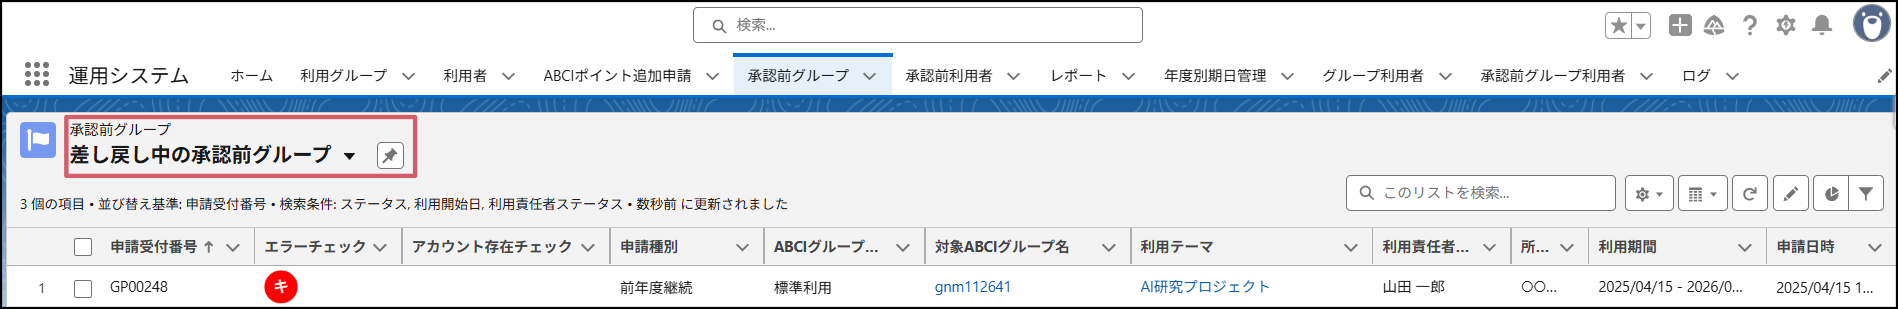 検索...
運用システム ホーム 利用グループ 利用者 ABCIポイント追加申請 承認前グループ 承認前利用者 レポート 年度別期日管理 グループ利用者 承認前グループ利用者 ログ
承認前グループ
差し戻し中の承認前グループ
このリストを検索...
3 個の項目 • 並び替え基準: 申請受付番号 • 検索条件: ステータス, 利用開始日, 利用責任者ステータス • 数秒前 に更新されました
申請受付番号 ↑ エラーチェック アカウント存在チェック 申請種別 ABCIグループ... 対象ABCIグループ名 利用テーマ 利用責任者... 所... 利用期間 申請日時
1 GP00248 キ 前年度継続 標準利用 gnm112641 AI研究プロジェクト 山田 一郎 〇〇... 2025/04/15 - 2026/0... 2025/04/15 1...